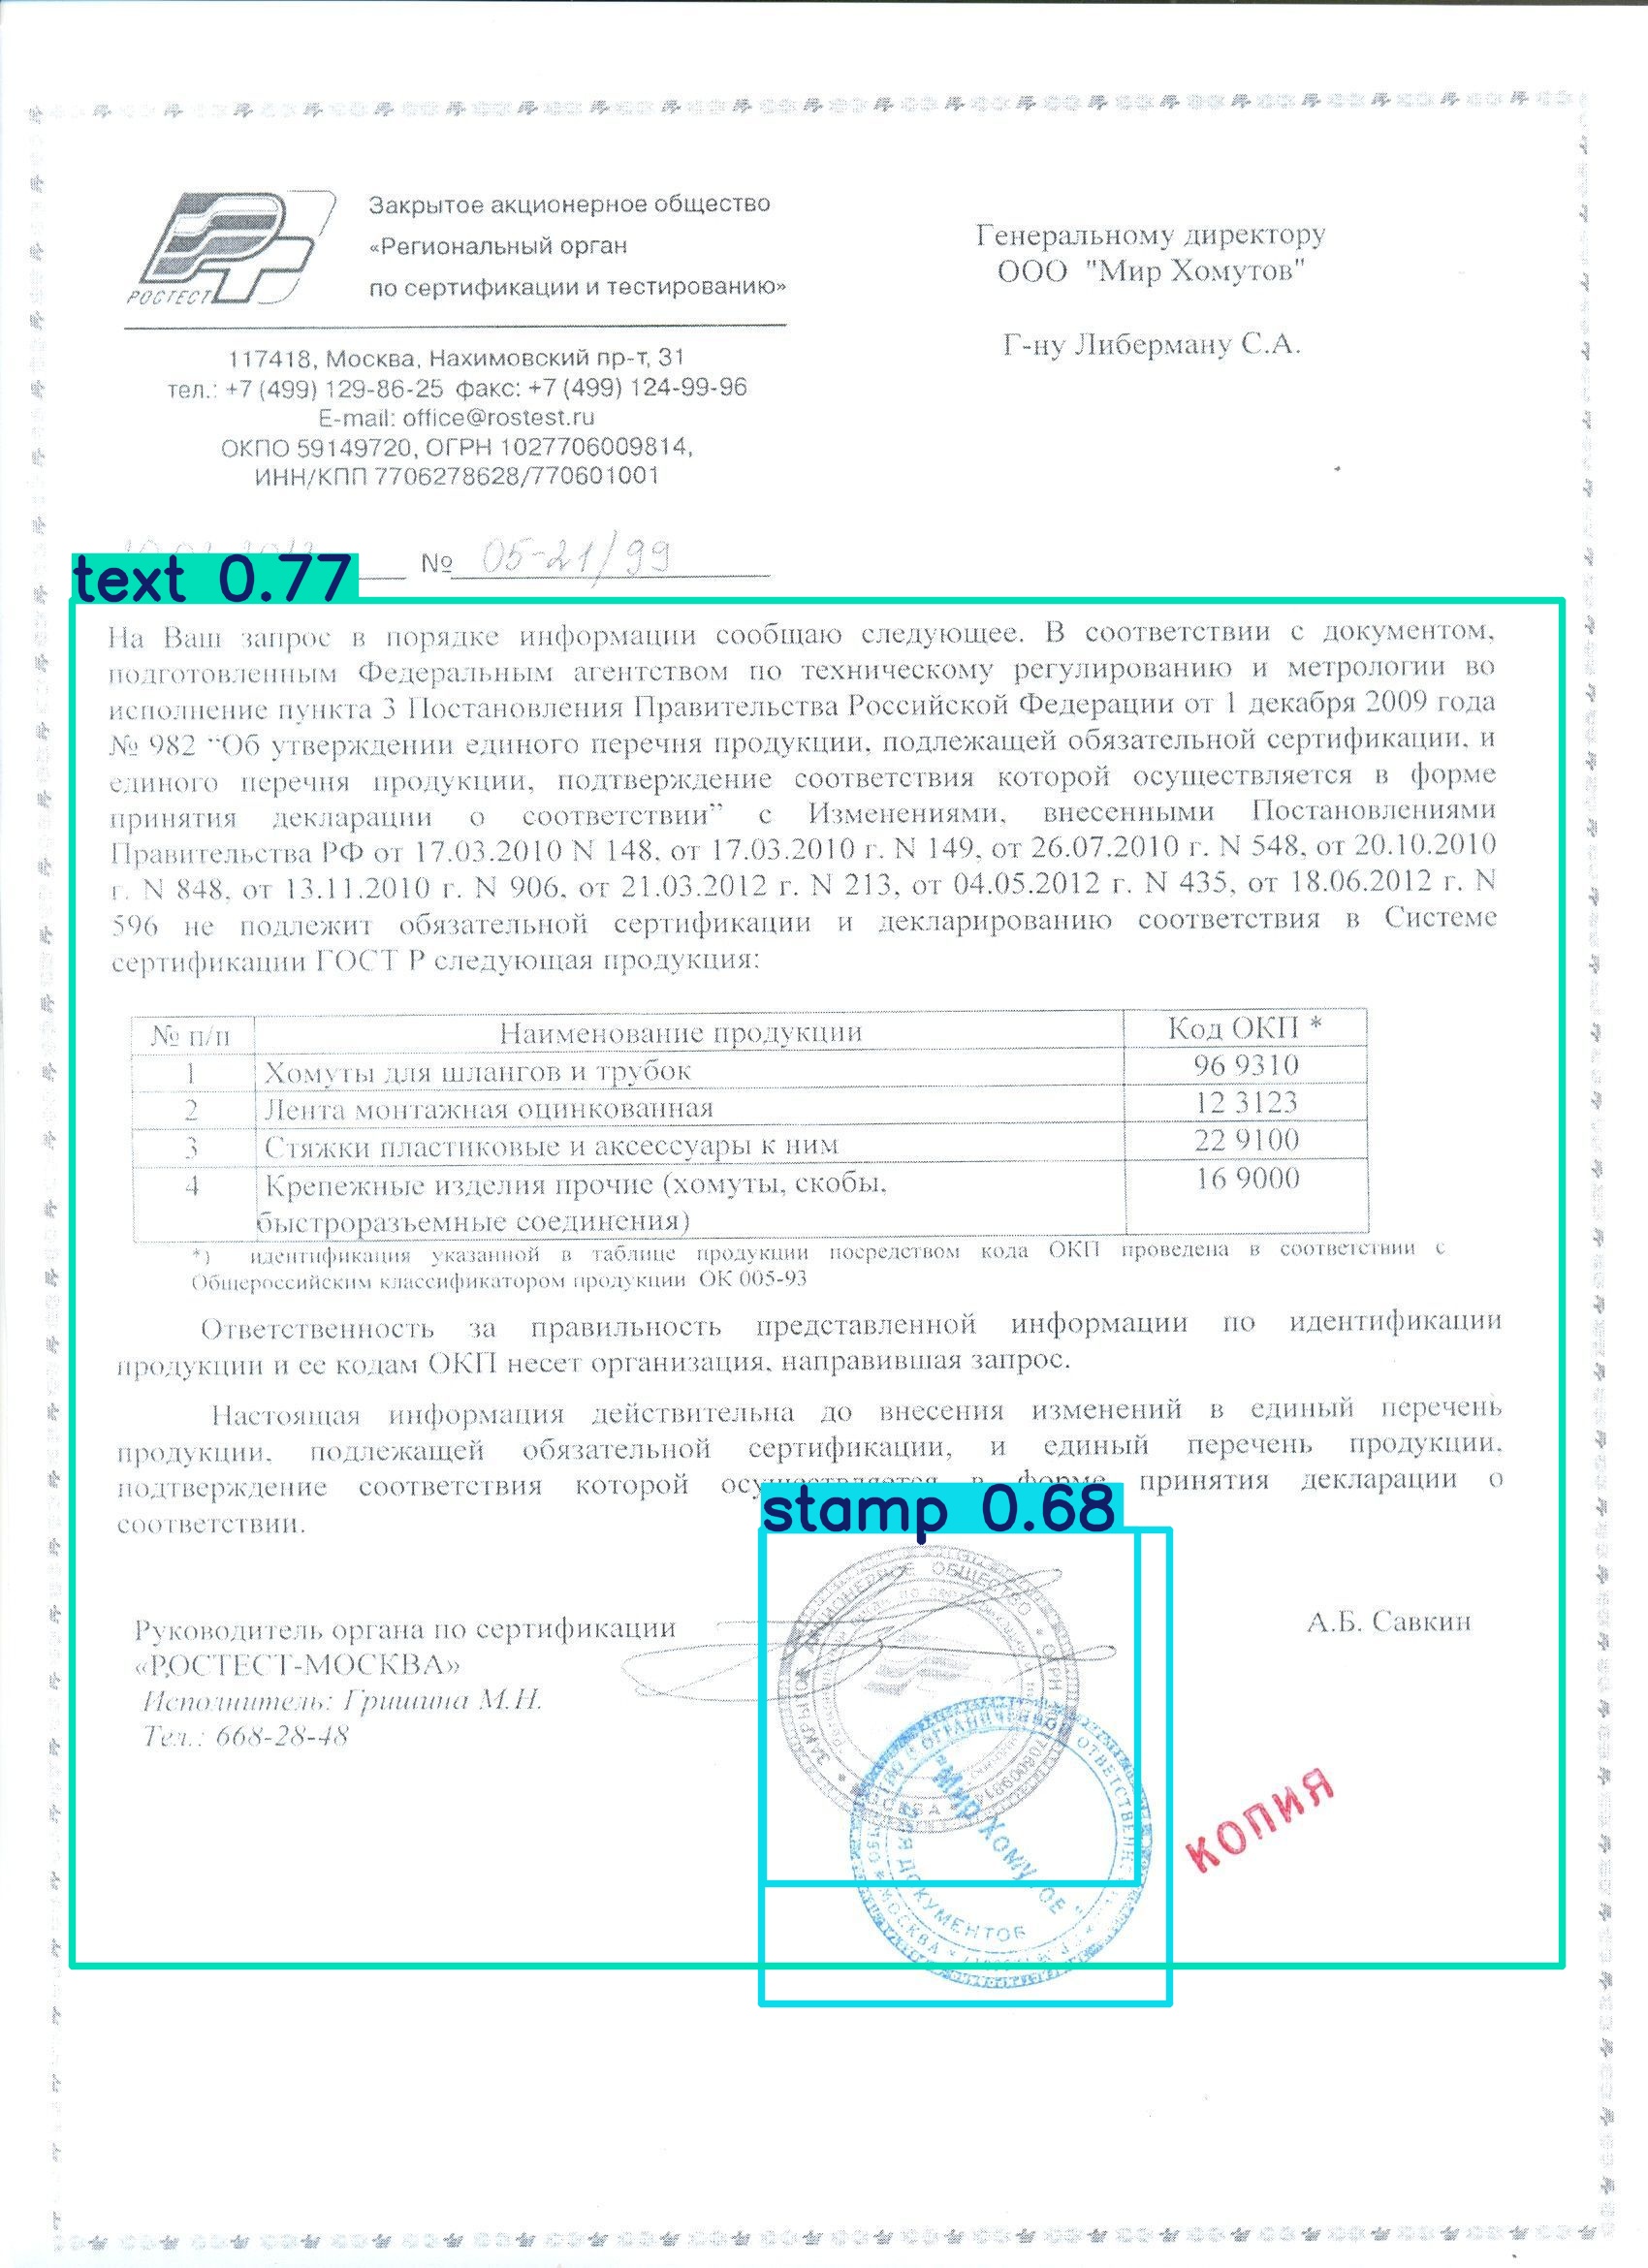 РОСТЕСТ
Закрытое акционерное общество
«Региональный орган
по сертификации и тестированию»
117418, Москва, Нахимовский пр-т, 31
тел.: +7 (499) 129-86-25 факс: +7 (499) 124-99-96
E-mail: office@rostest.ru
ОКПО 59149720, ОГРН 1027706009814,
ИНН/КПП 7706278628/770601001
Генеральному директору
ООО "Мир Хомутов"
Г-ну Либерману С.А.
№ 05-21/99
text 0.77
На Ваш запрос в порядке информации сообщаю следующее. В соответствии с документом,
подготовленным Федеральным агентством по техническому регулированию и метрологии во
исполнение пункта 3 Постановления Правительства Российской Федерации от 1 декабря 2009 года
№ 982 “Об утверждении единого перечня продукции, подлежащей обязательной сертификации, и
единого перечня продукции, подтверждение соответствия которой осуществляется в форме
принятия декларации о соответствии” с Изменениями, внесенными Постановлениями
Правительства РФ от 17.03.2010 N 148, от 17.03.2010 г. N 149, от 26.07.2010 г. N 548, от 20.10.2010
г. N 848, от 13.11.2010 г. N 906, от 21.03.2012 г. N 213, от 04.05.2012 г. N 435, от 18.06.2012 г. N
596 не подлежит обязательной сертификации и декларированию соответствия в Системе
сертификации ГОСТ Р следующая продукция:
№ п/п Наименование продукции Код ОКП *
1 Хомуты для шлангов и трубок 96 9310
2 Лента монтажная оцинкованная 12 3123
3 Стяжки пластиковые и аксессуары к ним 22 9100
4 Крепежные изделия прочие (хомуты, скобы, 16 9000
быстроразъемные соединения)
*) идентификация указанной в таблице продукции посредством кода ОКП проведена в соответствии с
Общероссийским классификатором продукции ОК 005-93
Ответственность за правильность представленной информации по идентификации
продукции и ее кодам ОКП несет организация, направившая запрос.
Настоящая информация действительна до внесения изменений в единый перечень
продукции, подлежащей обязательной сертификации, и единый перечень продукции,
подтверждение соответствия которой осуществляется в форме принятия декларации о
соответствии.
stamp 0.68
Руководитель органа по сертификации
«РОСТЕСТ-МОСКВА»
А.Б. Савкин
Исполнитель: Гришина М.Н.
Тел.: 668-28-48
ЗАКРЫТОЕ АКЦИОНЕРНОЕ ОБЩЕСТВО * ОГРН
"Мир Хомутов"
ДЛЯ ДОКУМЕНТОВ
МОСКВА
КОПИЯ